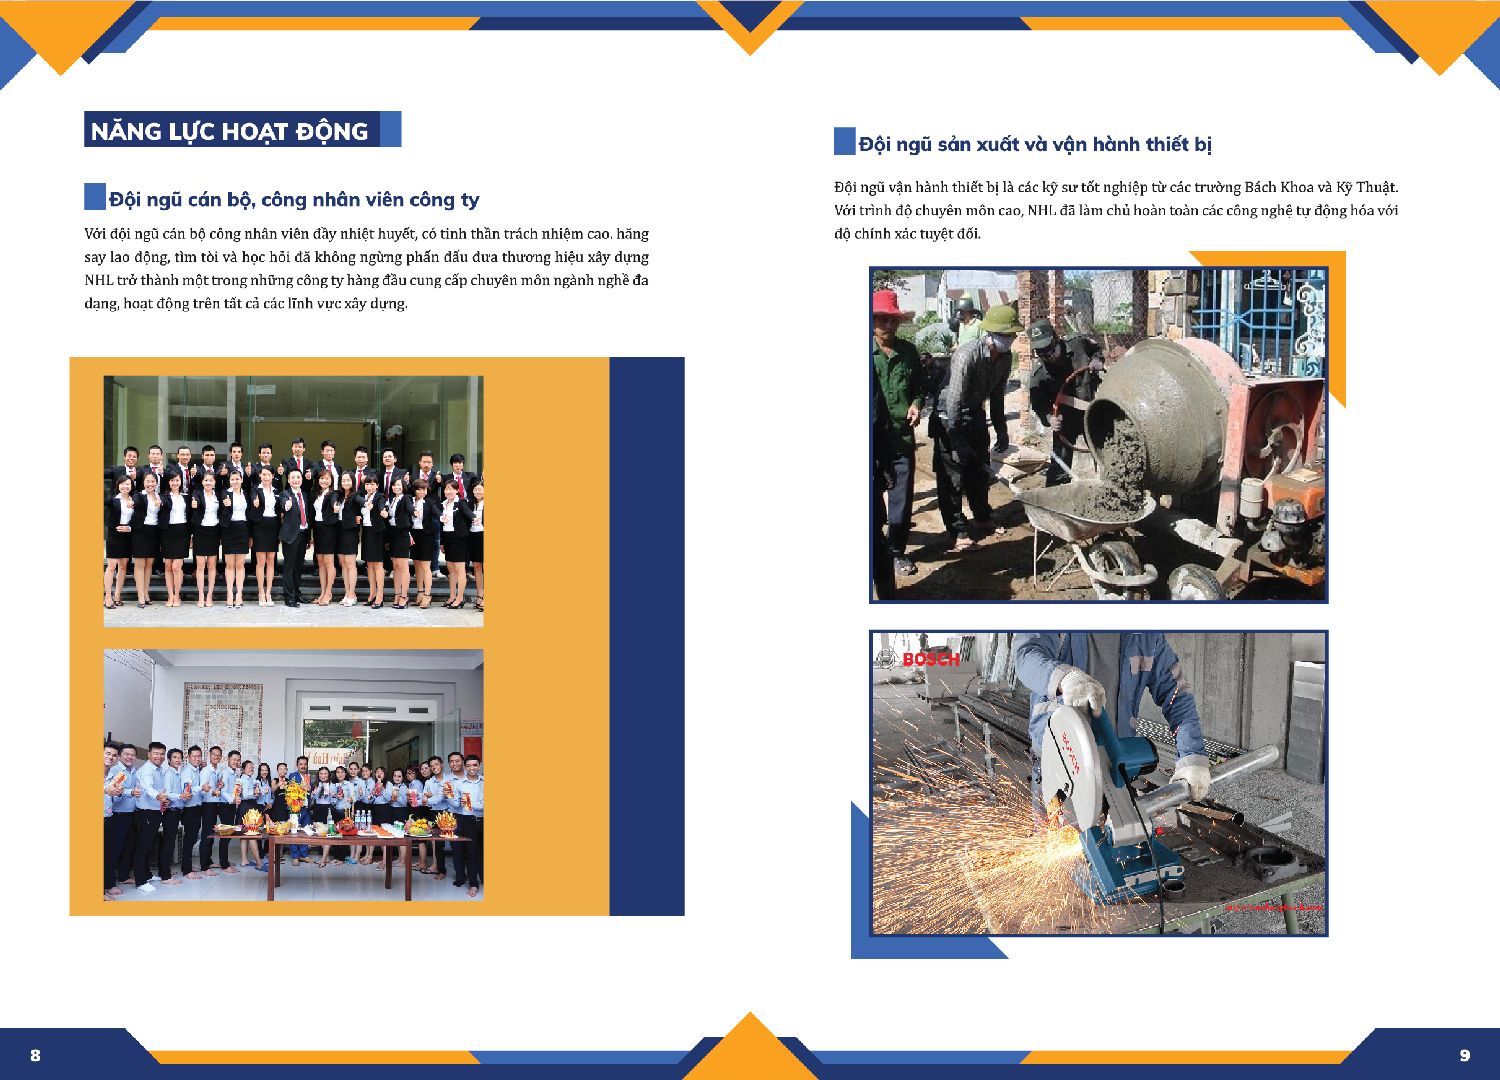 NĂNG LỰC HOẠT ĐỘNG
Đội ngũ cán bộ, công nhân viên công ty
Với đội ngũ cán bộ công nhân viên đầy nhiệt huyết, có tinh thần trách nhiệm cao. hăng
say lao động, tìm tòi và học hỏi đã không ngừng phấn đấu đưa thương hiệu xây dựng
NHL trở thành một trong những công ty hàng đầu cung cấp chuyên môn ngành nghề đa
dạng, hoạt động trên tất cả các lĩnh vực xây dựng.
8
Đội ngũ sản xuất và vận hành thiết bị
Đội ngũ vận hành thiết bị là các kỹ sư tốt nghiệp từ các trường Bách Khoa và Kỹ Thuật.
Với trình độ chuyên môn cao, NHL đã làm chủ hoàn toàn các công nghệ tự động hóa với
độ chính xác tuyệt đối.
BOSCH
BOSCH
9